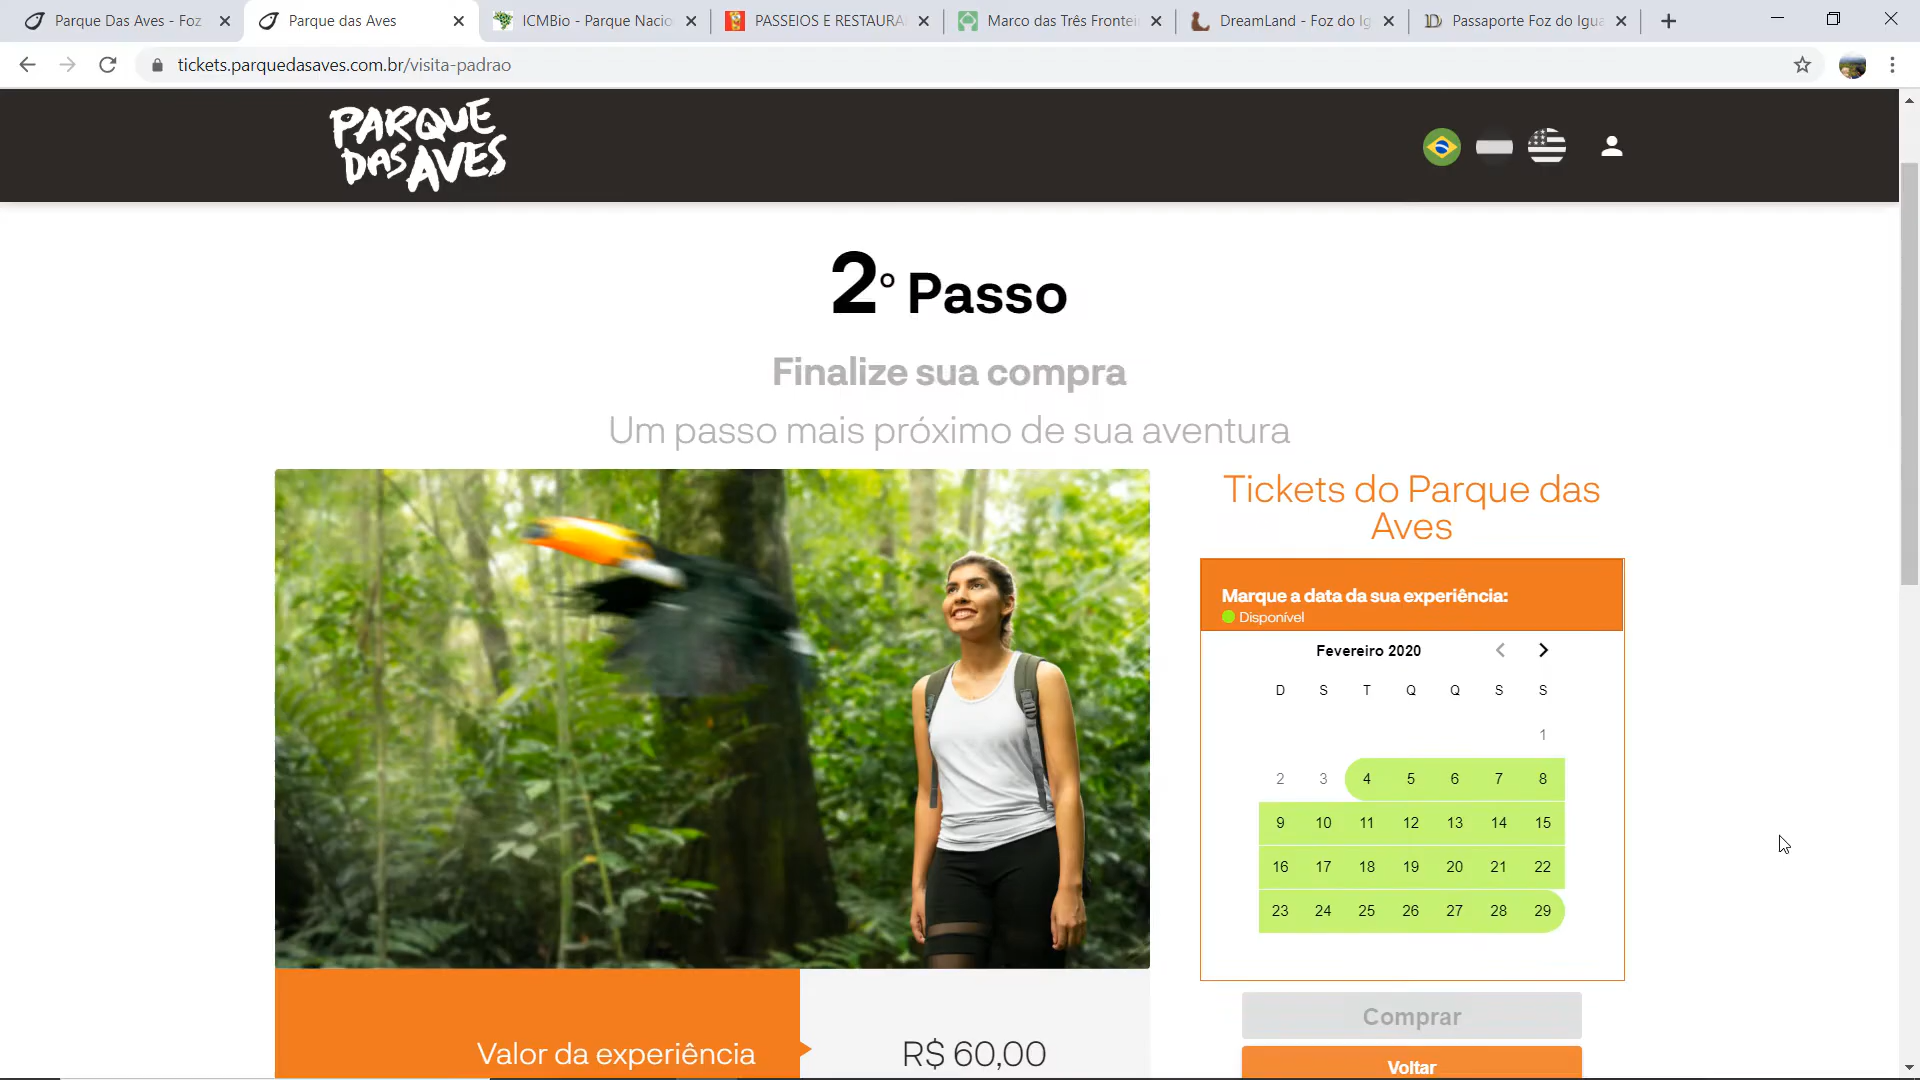 Parque Das Aves - Foz
Parque das Aves
ICMBio - Parque Nacio
PASSEIOS E RESTAURA
Marco das Três Frontei
DreamLand - Foz do Ig
Passaporte Foz do Igua
tickets.parquedasaves.com.br/visita-padrao
PARQUE
DAS AVES
2º Passo
Finalize sua compra
Um passo mais próximo de sua aventura
Tickets do Parque das
Aves
Marque a data da sua experiência:
Disponível
Fevereiro 2020
D S T Q Q S S
1
2 3 4 5 6 7 8
9 10 11 12 13 14 15
16 17 18 19 20 21 22
23 24 25 26 27 28 29
Comprar
Voltar
Valor da experiência
R$ 60,00